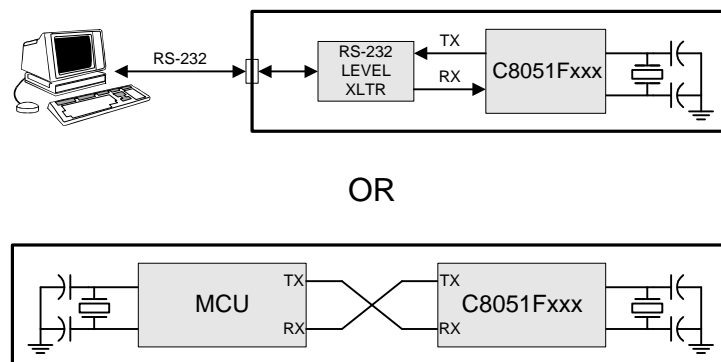 RS-232
RS-232
LEVEL
XLTR
TX
RX
C8051Fxxx
OR
MCU
TX
RX
TX
RX
C8051Fxxx